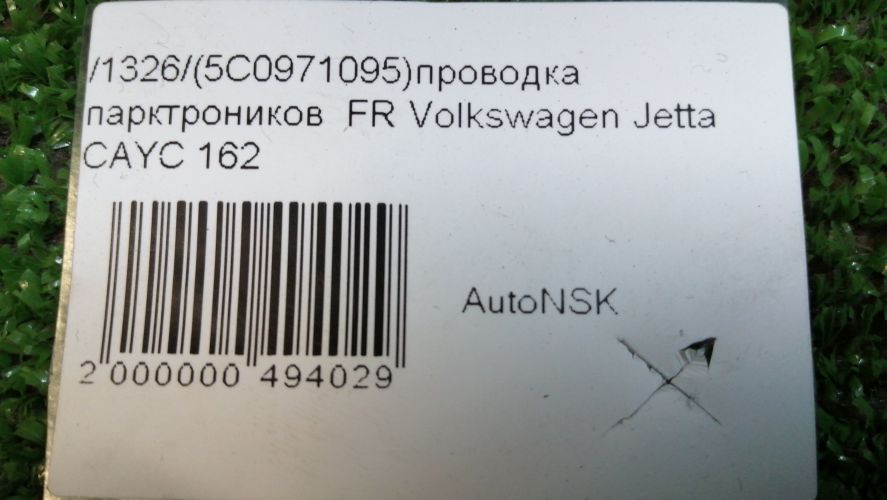 /1326/(5C0971095)проводка
парктроников FR Volkswagen Jetta
CAYC 162
AutoNSK
2 000000 494029